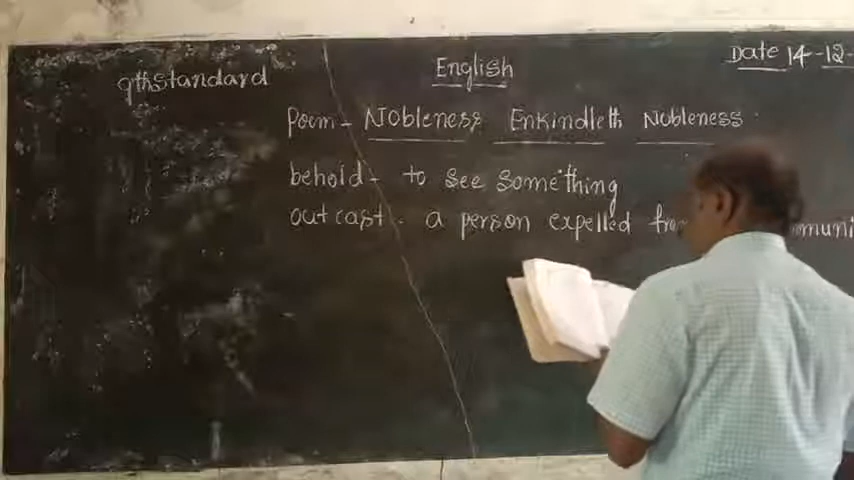 9thstandard
English
Date 14-12-
Poem - Nobleness Enkindleth Nobleness
behold - to see something
outcast - a person expelled